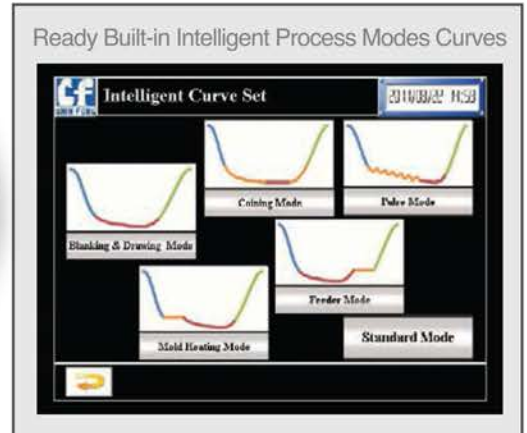 Ready Built-in Intelligent Process Modes Curves
Intelligent Curve Set
Coining Mode
Pulse Mode
Blanking & Drawing Mode
Feeder Mode
Mold Heating Mode
Standard Mode